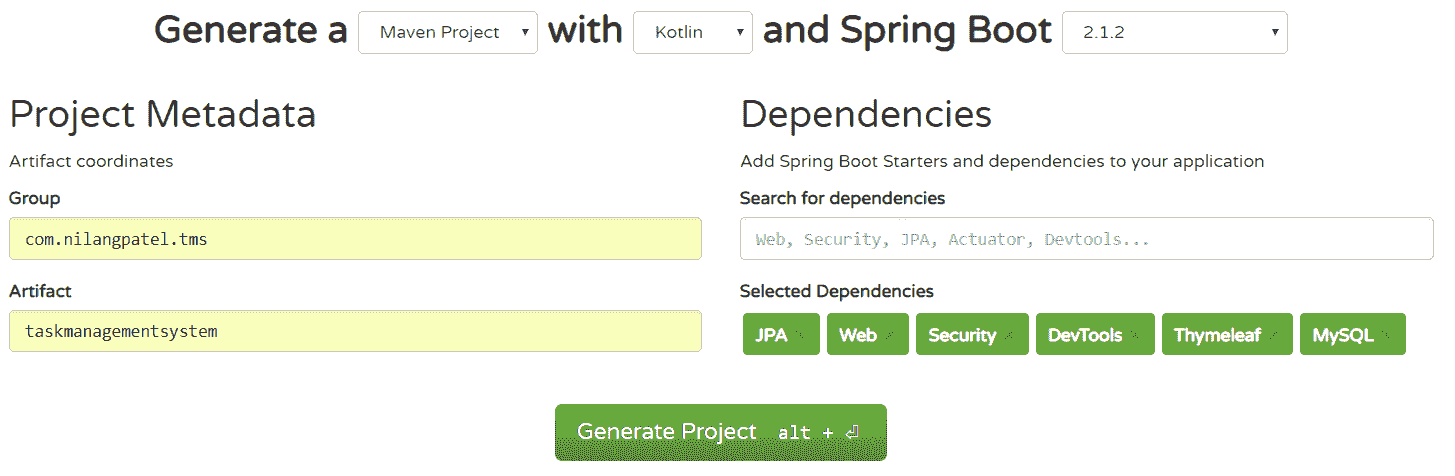 Generate a Maven Project with Kotlin and Spring Boot 2.1.2
Project Metadata
Artifact coordinates
Group
com.nilangpatel.tms
Artifact
taskmanagementsystem
Dependencies
Add Spring Boot Starters and dependencies to your application
Search for dependencies
Web, Security, JPA, Actuator, Devtools...
Selected Dependencies
JPA Web Security DevTools Thymeleaf MySQL
Generate Project alt + ⏎